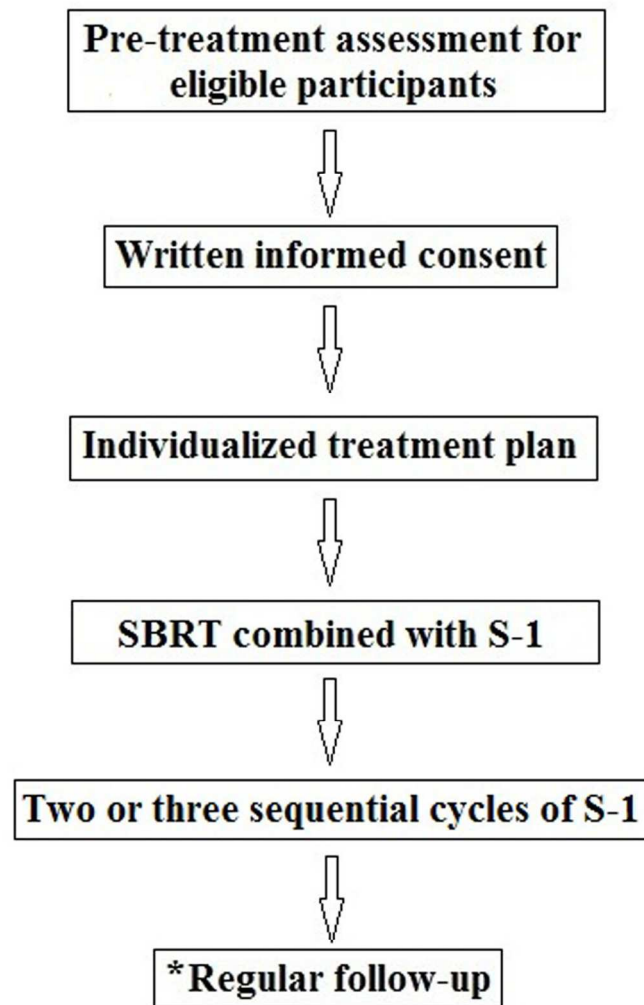 Pre-treatment assessment for
eligible participants
Written informed consent
Individualized treatment plan
SBRT combined with S-1
Two or three sequential cycles of S-1
*Regular follow-up